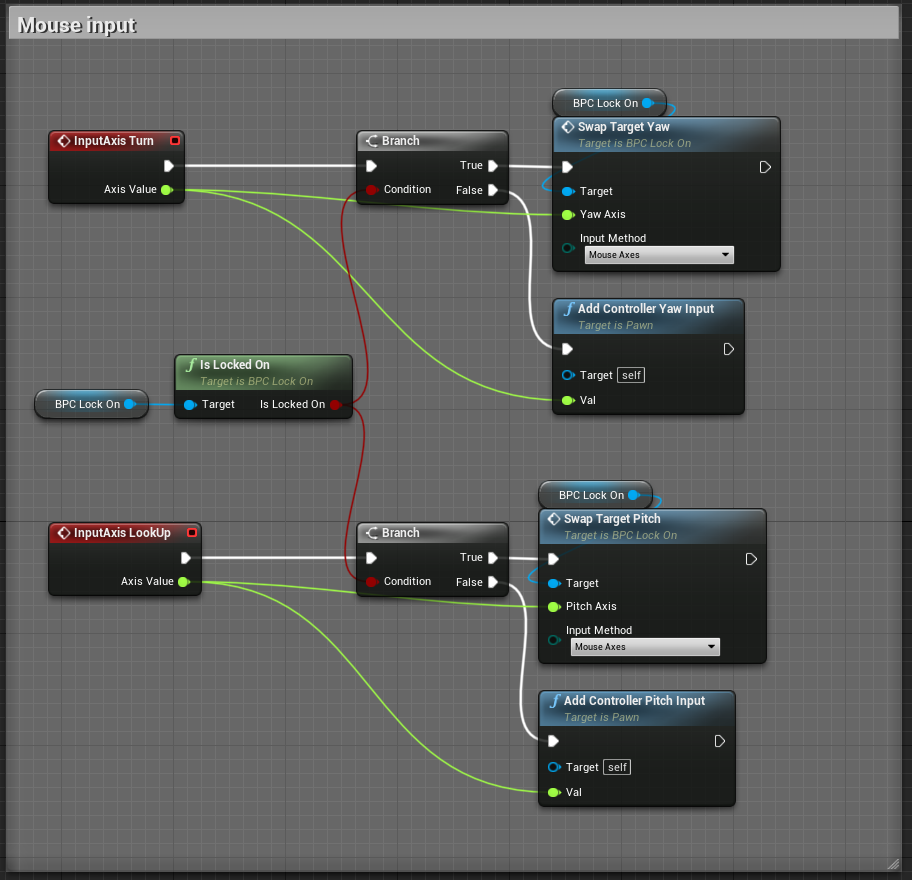 Mouse input
BPC Lock On
InputAxis Turn
Axis Value
Branch
True
Condition
False
Swap Target Yaw
Target is BPC Lock On
Target
Yaw Axis
Input Method
Mouse Axes
Add Controller Yaw Input
Target is Pawn
Target self
Val
Is Locked On
Target is BPC Lock On
BPC Lock On
Target Is Locked On
BPC Lock On
InputAxis LookUp
Axis Value
Branch
True
Condition
False
Swap Target Pitch
Target is BPC Lock On
Target
Pitch Axis
Input Method
Mouse Axes
Add Controller Pitch Input
Target is Pawn
Target self
Val